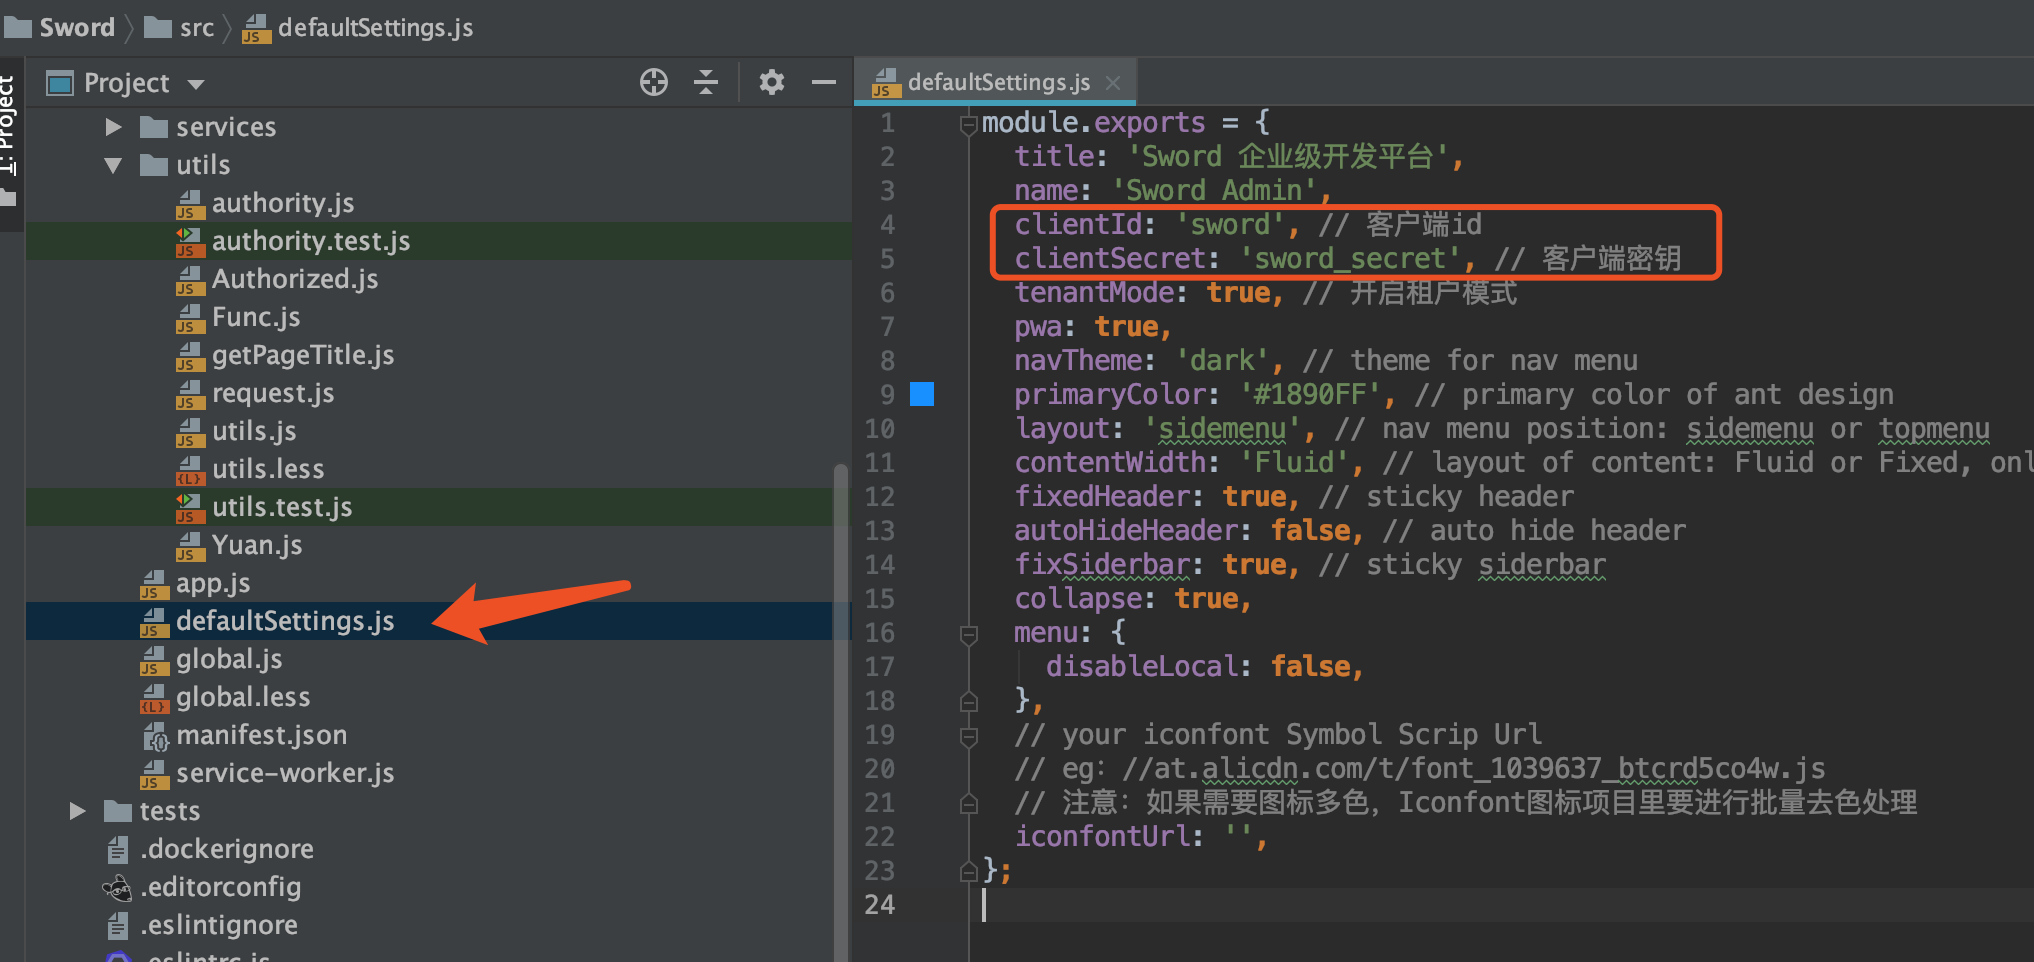 Sword
src
defaultSettings.js
1: Project
Project
services
utils
authority.js
authority.test.js
Authorized.js
Func.js
getPageTitle.js
request.js
utils.js
utils.less
utils.test.js
Yuan.js
app.js
defaultSettings.js
global.js
global.less
manifest.json
service-worker.js
tests
.dockerignore
.editorconfig
.eslintignore
.eslintrc.js
defaultSettings.js
1 module.exports = {
2 title: 'Sword 企业级开发平台',
3 name: 'Sword Admin',
4 clientId: 'sword', // 客户端id
5 clientSecret: 'sword_secret', // 客户端密钥
6 tenantMode: true, // 开启租户模式
7 pwa: true,
8 navTheme: 'dark', // theme for nav menu
9 primaryColor: '#1890FF', // primary color of ant design
10 layout: 'sidemenu', // nav menu position: sidemenu or topmenu
11 contentWidth: 'Fluid', // layout of content: Fluid or Fixed, onl
12 fixedHeader: true, // sticky header
13 autoHideHeader: false, // auto hide header
14 fixSiderbar: true, // sticky siderbar
15 collapse: true,
16 menu: {
17 disableLocal: false,
18 },
19 // your iconfont Symbol Scrip Url
20 // eg：//at.alicdn.com/t/font_1039637_btcrd5co4w.js
21 // 注意：如果需要图标多色，Iconfont图标项目里要进行批量去色处理
22 iconfontUrl: '',
23 };
24